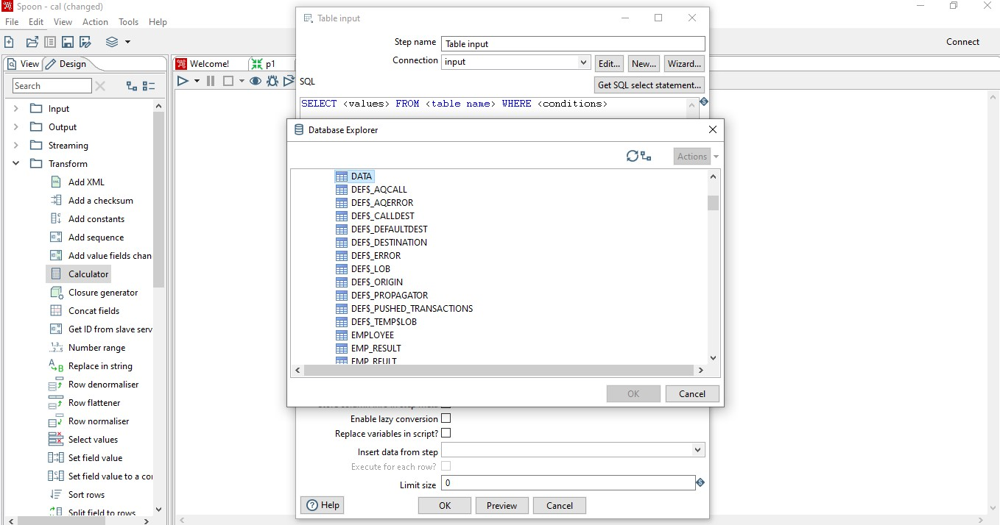 Spoon - cal (changed)
File Edit View Action Tools Help
Connect
View Design
Search
Input
Output
Streaming
Transform
Add XML
Add a checksum
Add constants
Add sequence
Add value fields chan
Calculator
Closure generator
Concat fields
Get ID from slave serv
Number range
Replace in string
Row denormaliser
Row flattener
Row normaliser
Select values
Set field value
Set field value to a co
Sort rows
Split field to rows
Welcome! p1
Table input
Step name Table input
Connection input Edit... New... Wizard...
SQL Get SQL select statement...
SELECT <values> FROM <table name> WHERE <conditions>
Database Explorer
Actions
DATA
DEF$_AQCALL
DEF$_AQERROR
DEF$_CALLDEST
DEF$_DEFAULTDEST
DEF$_DESTINATION
DEF$_ERROR
DEF$_LOB
DEF$_ORIGIN
DEF$_PROPAGATOR
DEF$_PUSHED_TRANSACTIONS
DEF$_TEMP$LOB
EMPLOYEE
EMP_RESULT
EMP_REULT
OK Cancel
Enable lazy conversion
Replace variables in script?
Insert data from step
Execute for each row?
Limit size 0
Help OK Preview Cancel